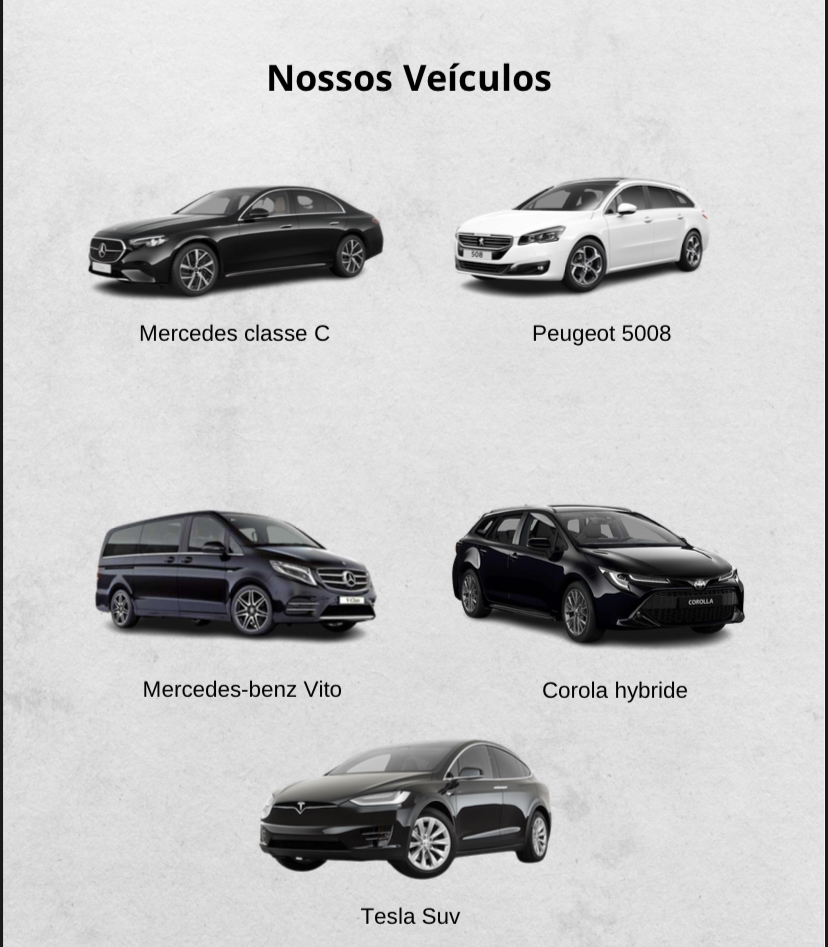 Nossos Veículos
508
Mercedes classe C
Peugeot 5008
COROLLA
Mercedes-benz Vito
Corola hybride
Tesla Suv